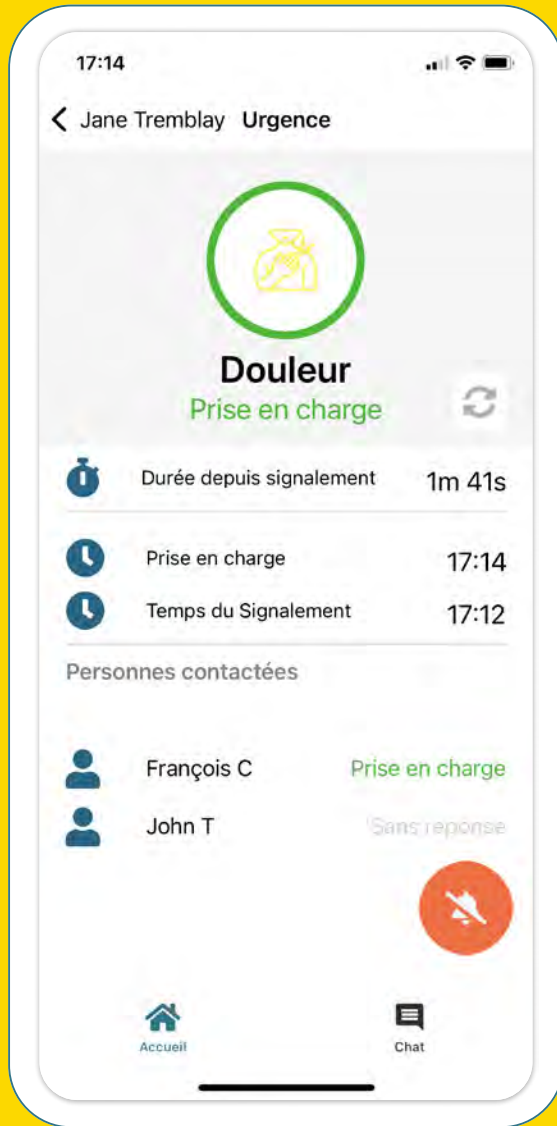 17:14
Jane Tremblay Urgence
Douleur
Prise en charge
Durée depuis signalement 1m 41s
Prise en charge 17:14
Temps du Signalement 17:12
Personnes contactées
François C Prise en charge
John T Sans reponse
Accueil Chat